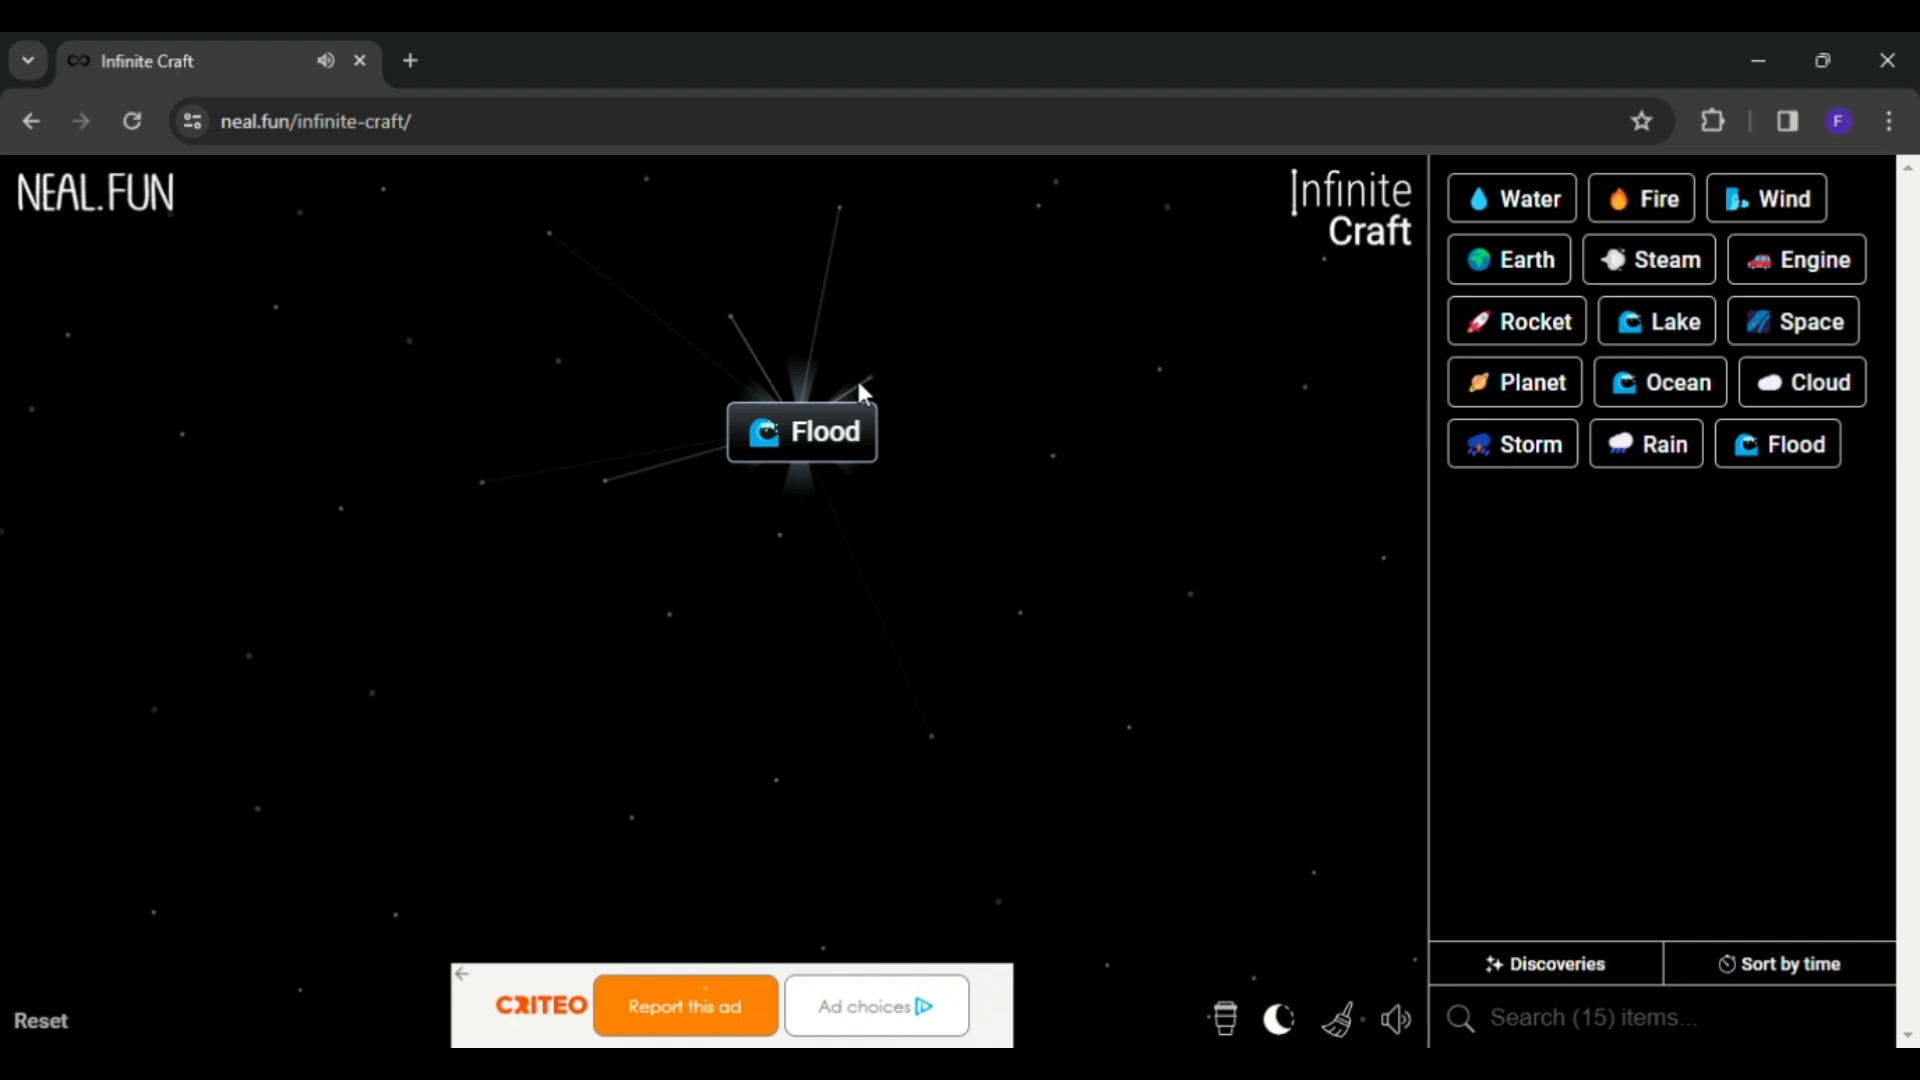 Infinite Craft
neal.fun/infinite-craft/
F
NEAL.FUN
Infinite
Craft
Water Fire Wind
Earth Steam Engine
Rocket Lake Space
Planet Ocean Cloud
Storm Rain Flood
Flood
Discoveries Sort by time
Search (15) items...
Reset
CRITEO Report this ad Ad choices